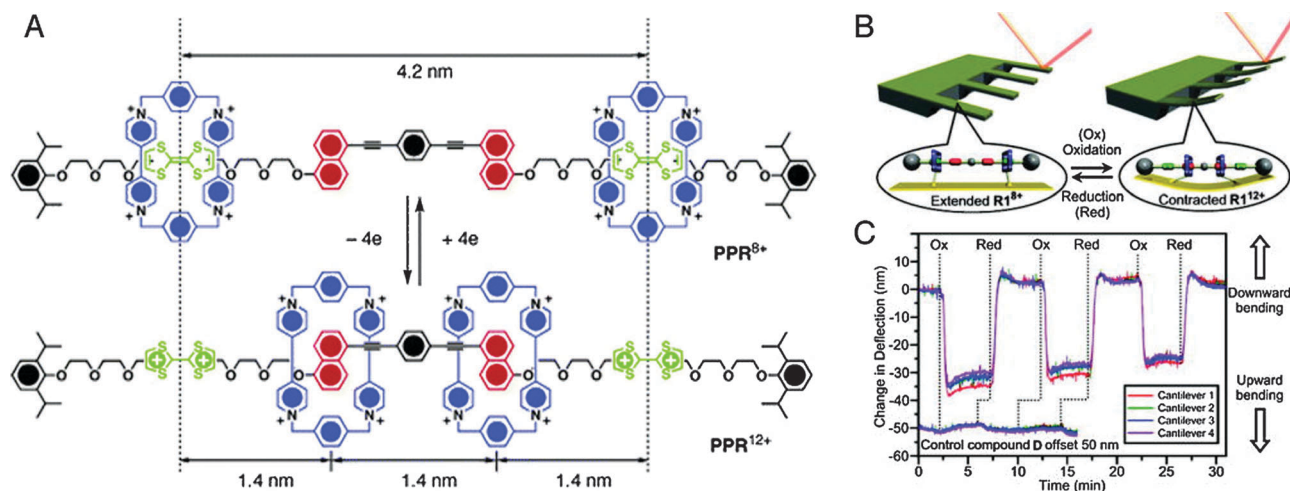 A
4.2 nm
N+ N+ N+ N+
S S S S
S S S S
O O O O O O O O O O O O
N+ N+ N+ N+
PPR8+
– 4e + 4e
N+ N+ N+ N+
S S S S
S S S S
O O O O O O O O O O O O
N+ N+ N+ N+
PPR12+
1.4 nm 1.4 nm 1.4 nm
B
(Ox)
Oxidation
Reduction
(Red)
Extended R1⁸⁺
Contracted R1¹²⁺
C
Ox Red Ox Red Ox Red
Change in Deflection (nm)
20
10
0
-10
-20
-30
-40
-50
-60
Cantilever 1
Cantilever 2
Cantilever 3
Cantilever 4
Control compound D offset 50 nm
0 5 10 15 20 25 30
Time (min)
Downward
bending
Upward
bending